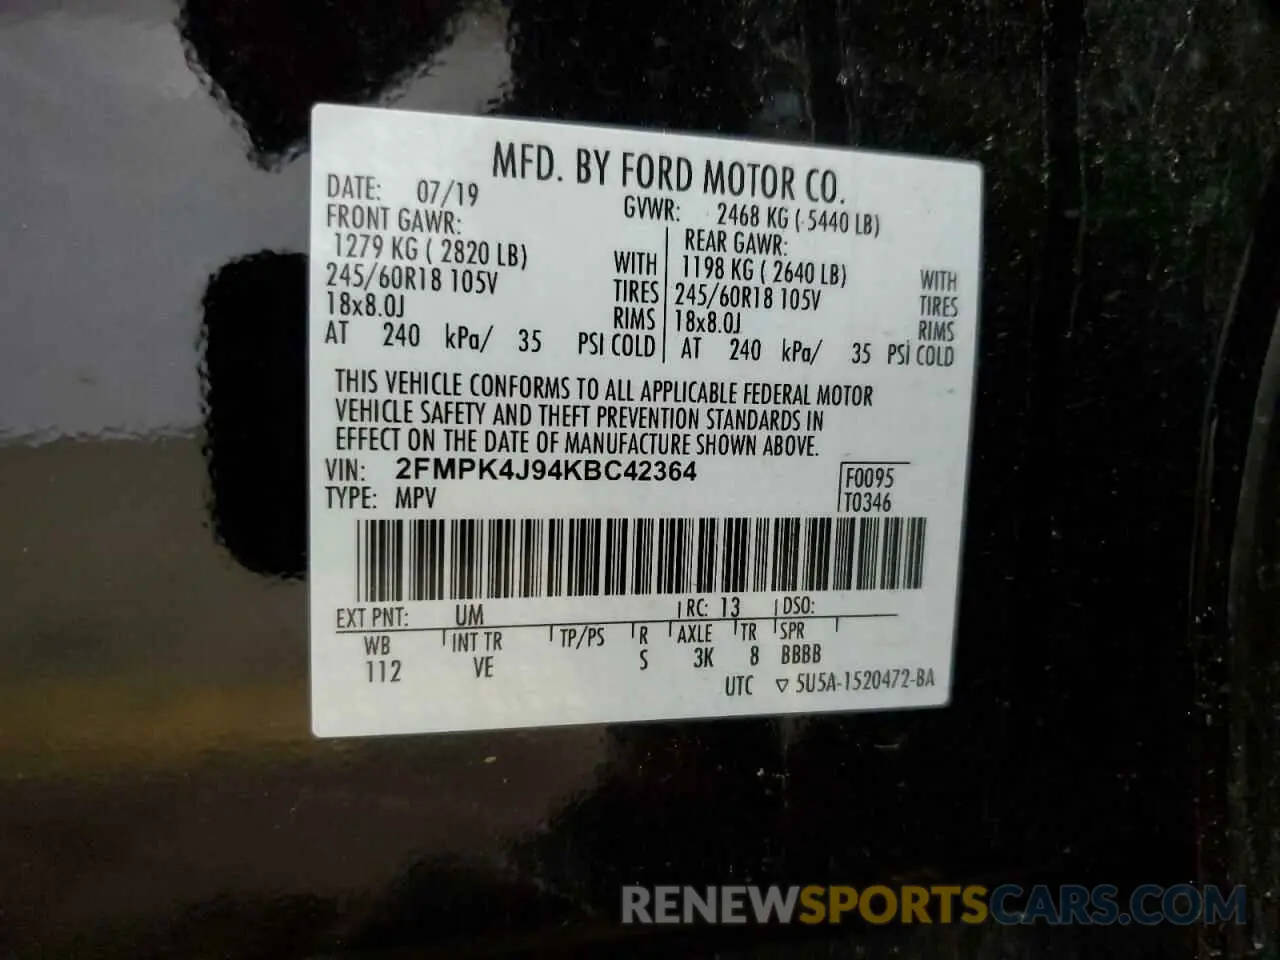 MFD. BY FORD MOTOR CO.
DATE: 07/19 GVWR: 2468 KG ( 5440 LB)
FRONT GAWR: REAR GAWR:
1279 KG ( 2820 LB) WITH 1198 KG ( 2640 LB) WITH
245/60R18 105V TIRES 245/60R18 105V TIRES
18x8.0J RIMS 18x8.0J RIMS
AT 240 kPa/ 35 PSI COLD AT 240 kPa/ 35 PSI COLD
THIS VEHICLE CONFORMS TO ALL APPLICABLE FEDERAL MOTOR
VEHICLE SAFETY AND THEFT PREVENTION STANDARDS IN
EFFECT ON THE DATE OF MANUFACTURE SHOWN ABOVE.
VIN: 2FMPK4J94KBC42364 F0095
TYPE: MPV T0346
EXT PNT: UM RC: 13 DSO:
WB INT TR TP/PS R AXLE TR SPR
112 VE S 3K 8 BBBB
UTC ▽ 5U5A-1520472-BA
RENEWSPORTSCARS.COM